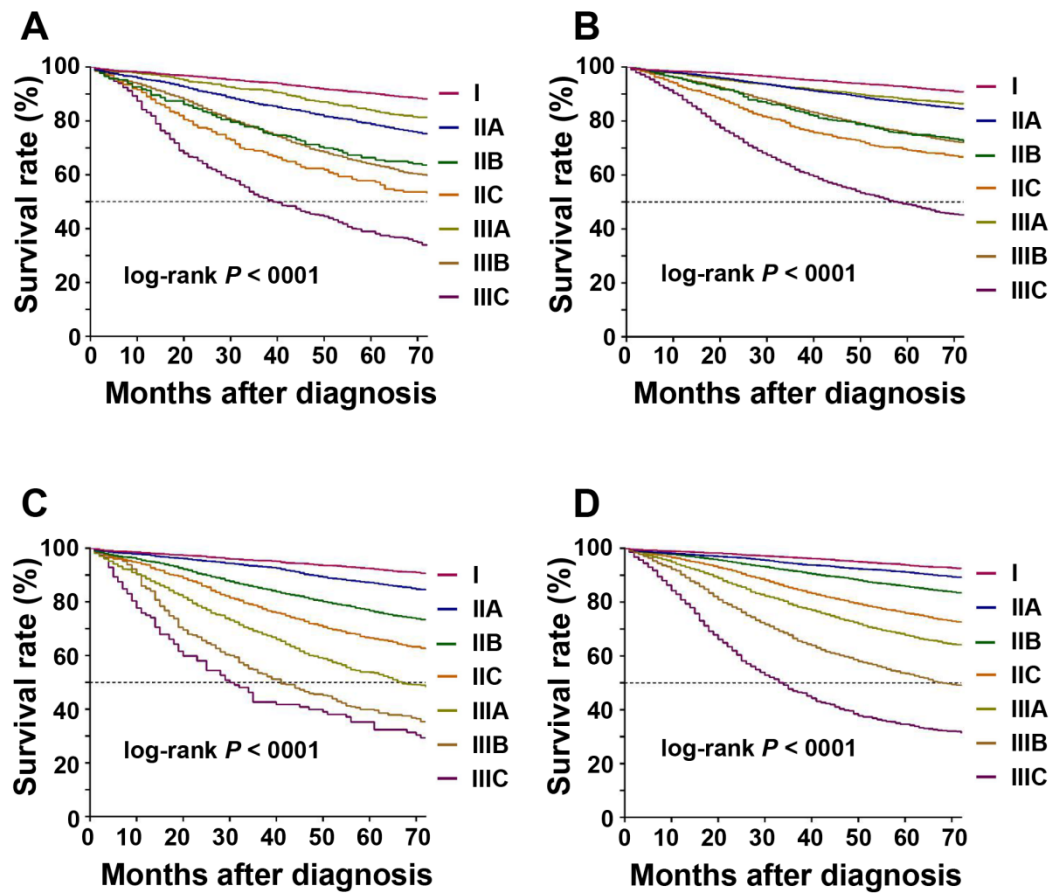 A
Survival rate (%)
100
80
60
40
20
0
0 10 20 30 40 50 60 70
Months after diagnosis
log-rank P < 0001
I
IIA
IIB
IIC
IIIA
IIIB
IIIC
B
Survival rate (%)
100
80
60
40
20
0
0 10 20 30 40 50 60 70
Months after diagnosis
log-rank P < 0001
I
IIA
IIB
IIC
IIIA
IIIB
IIIC
C
Survival rate (%)
100
80
60
40
20
0
0 10 20 30 40 50 60 70
Months after diagnosis
log-rank P < 0001
I
IIA
IIB
IIC
IIIA
IIIB
IIIC
D
Survival rate (%)
100
80
60
40
20
0
0 10 20 30 40 50 60 70
Months after diagnosis
log-rank P < 0001
I
IIA
IIB
IIC
IIIA
IIIB
IIIC